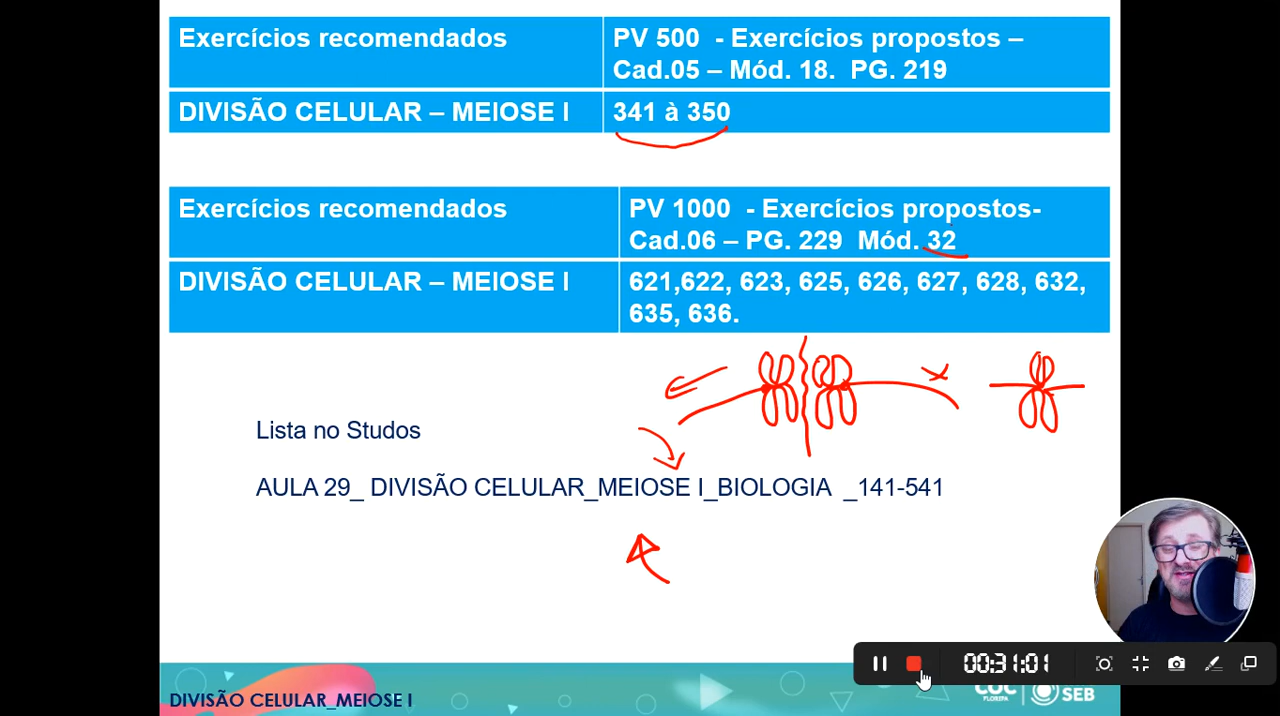 Exercícios recomendados
PV 500 - Exercícios propostos –
Cad.05 – Mód. 18. PG. 219
DIVISÃO CELULAR – MEIOSE I
341 à 350
Exercícios recomendados
PV 1000 - Exercícios propostos-
Cad.06 – PG. 229 Mód. 32
DIVISÃO CELULAR – MEIOSE I
621,622, 623, 625, 626, 627, 628, 632,
635, 636.
Lista no Studos
AULA 29_ DIVISÃO CELULAR_MEIOSE I_BIOLOGIA _141-541
00:31:01
DIVISÃO CELULAR_MEIOSE I
COC
FLORIPA
SEB